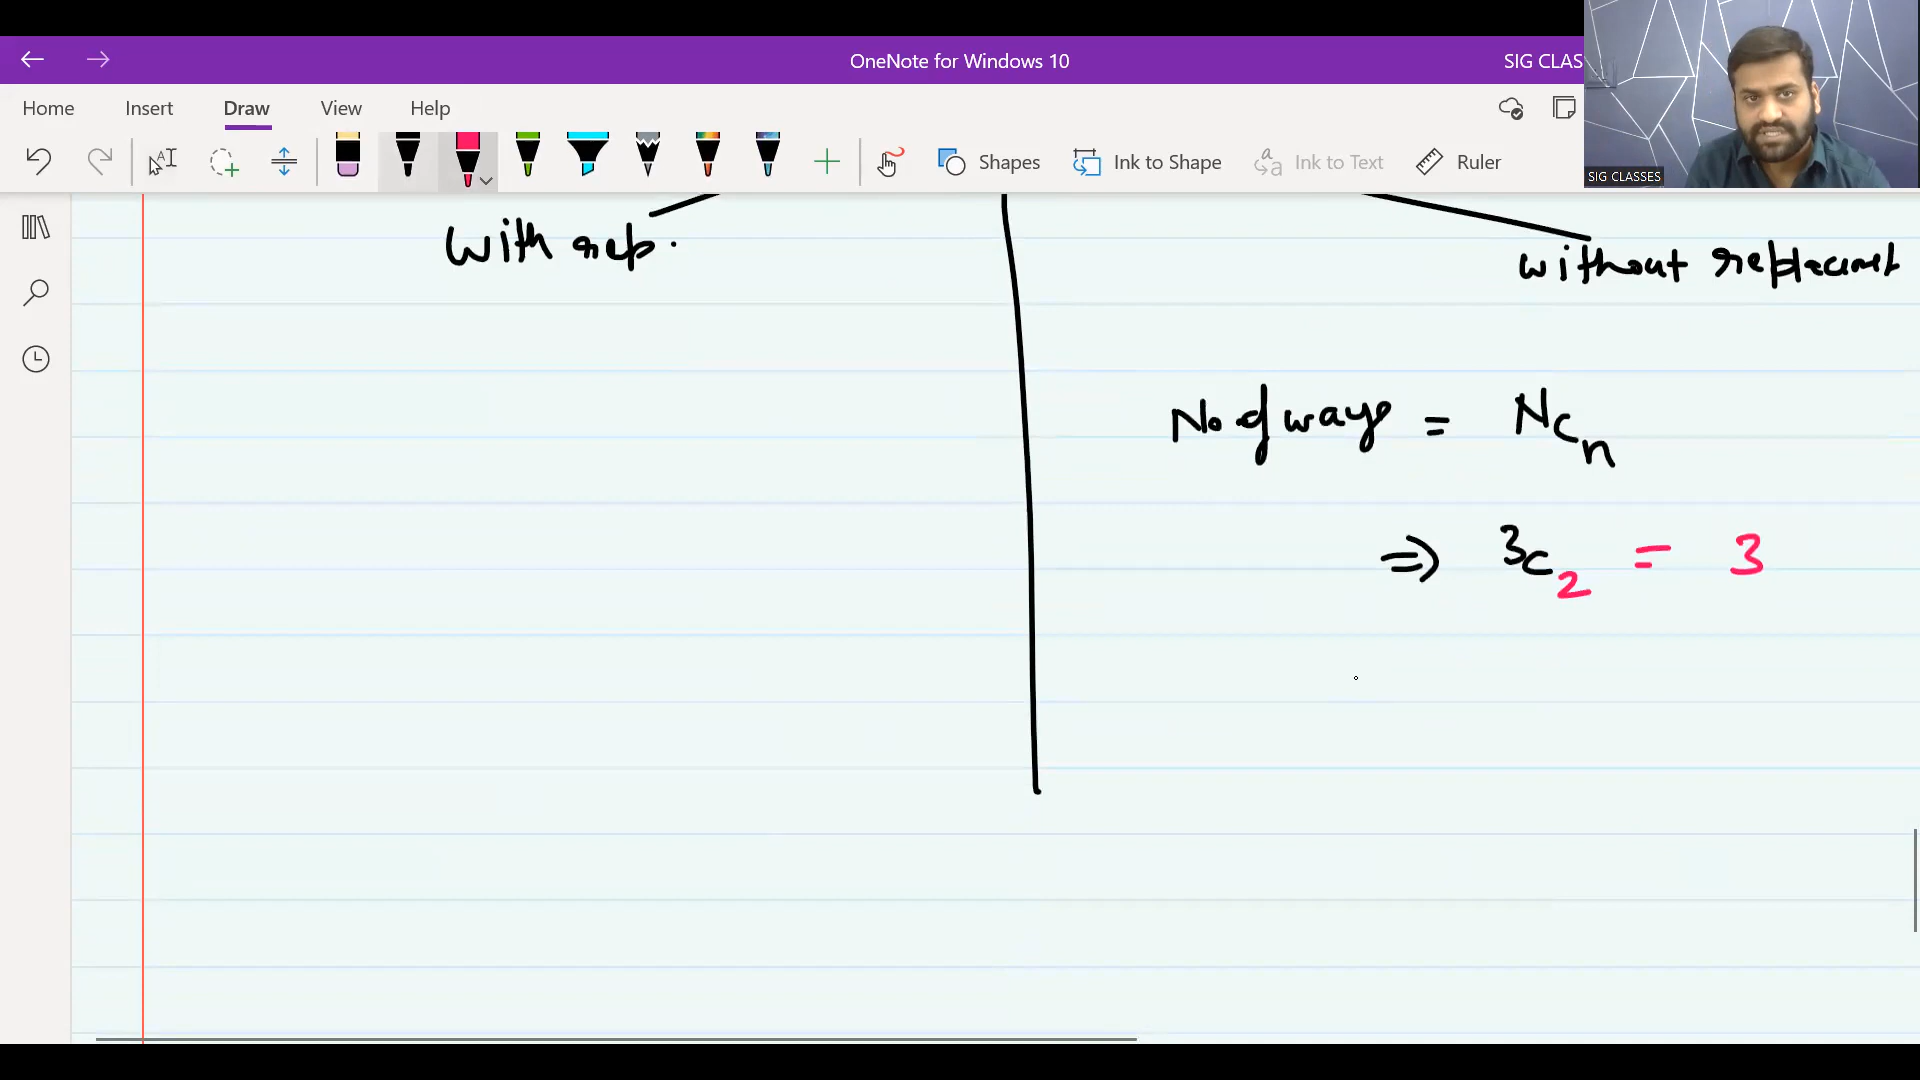 OneNote for Windows 10
SIG CLAS
Home Insert Draw View Help
Shapes Ink to Shape Ink to Text Ruler
SIG CLASSES
With rep.
without replacemt
No of ways = NCn
⇒ 3C2 = 3